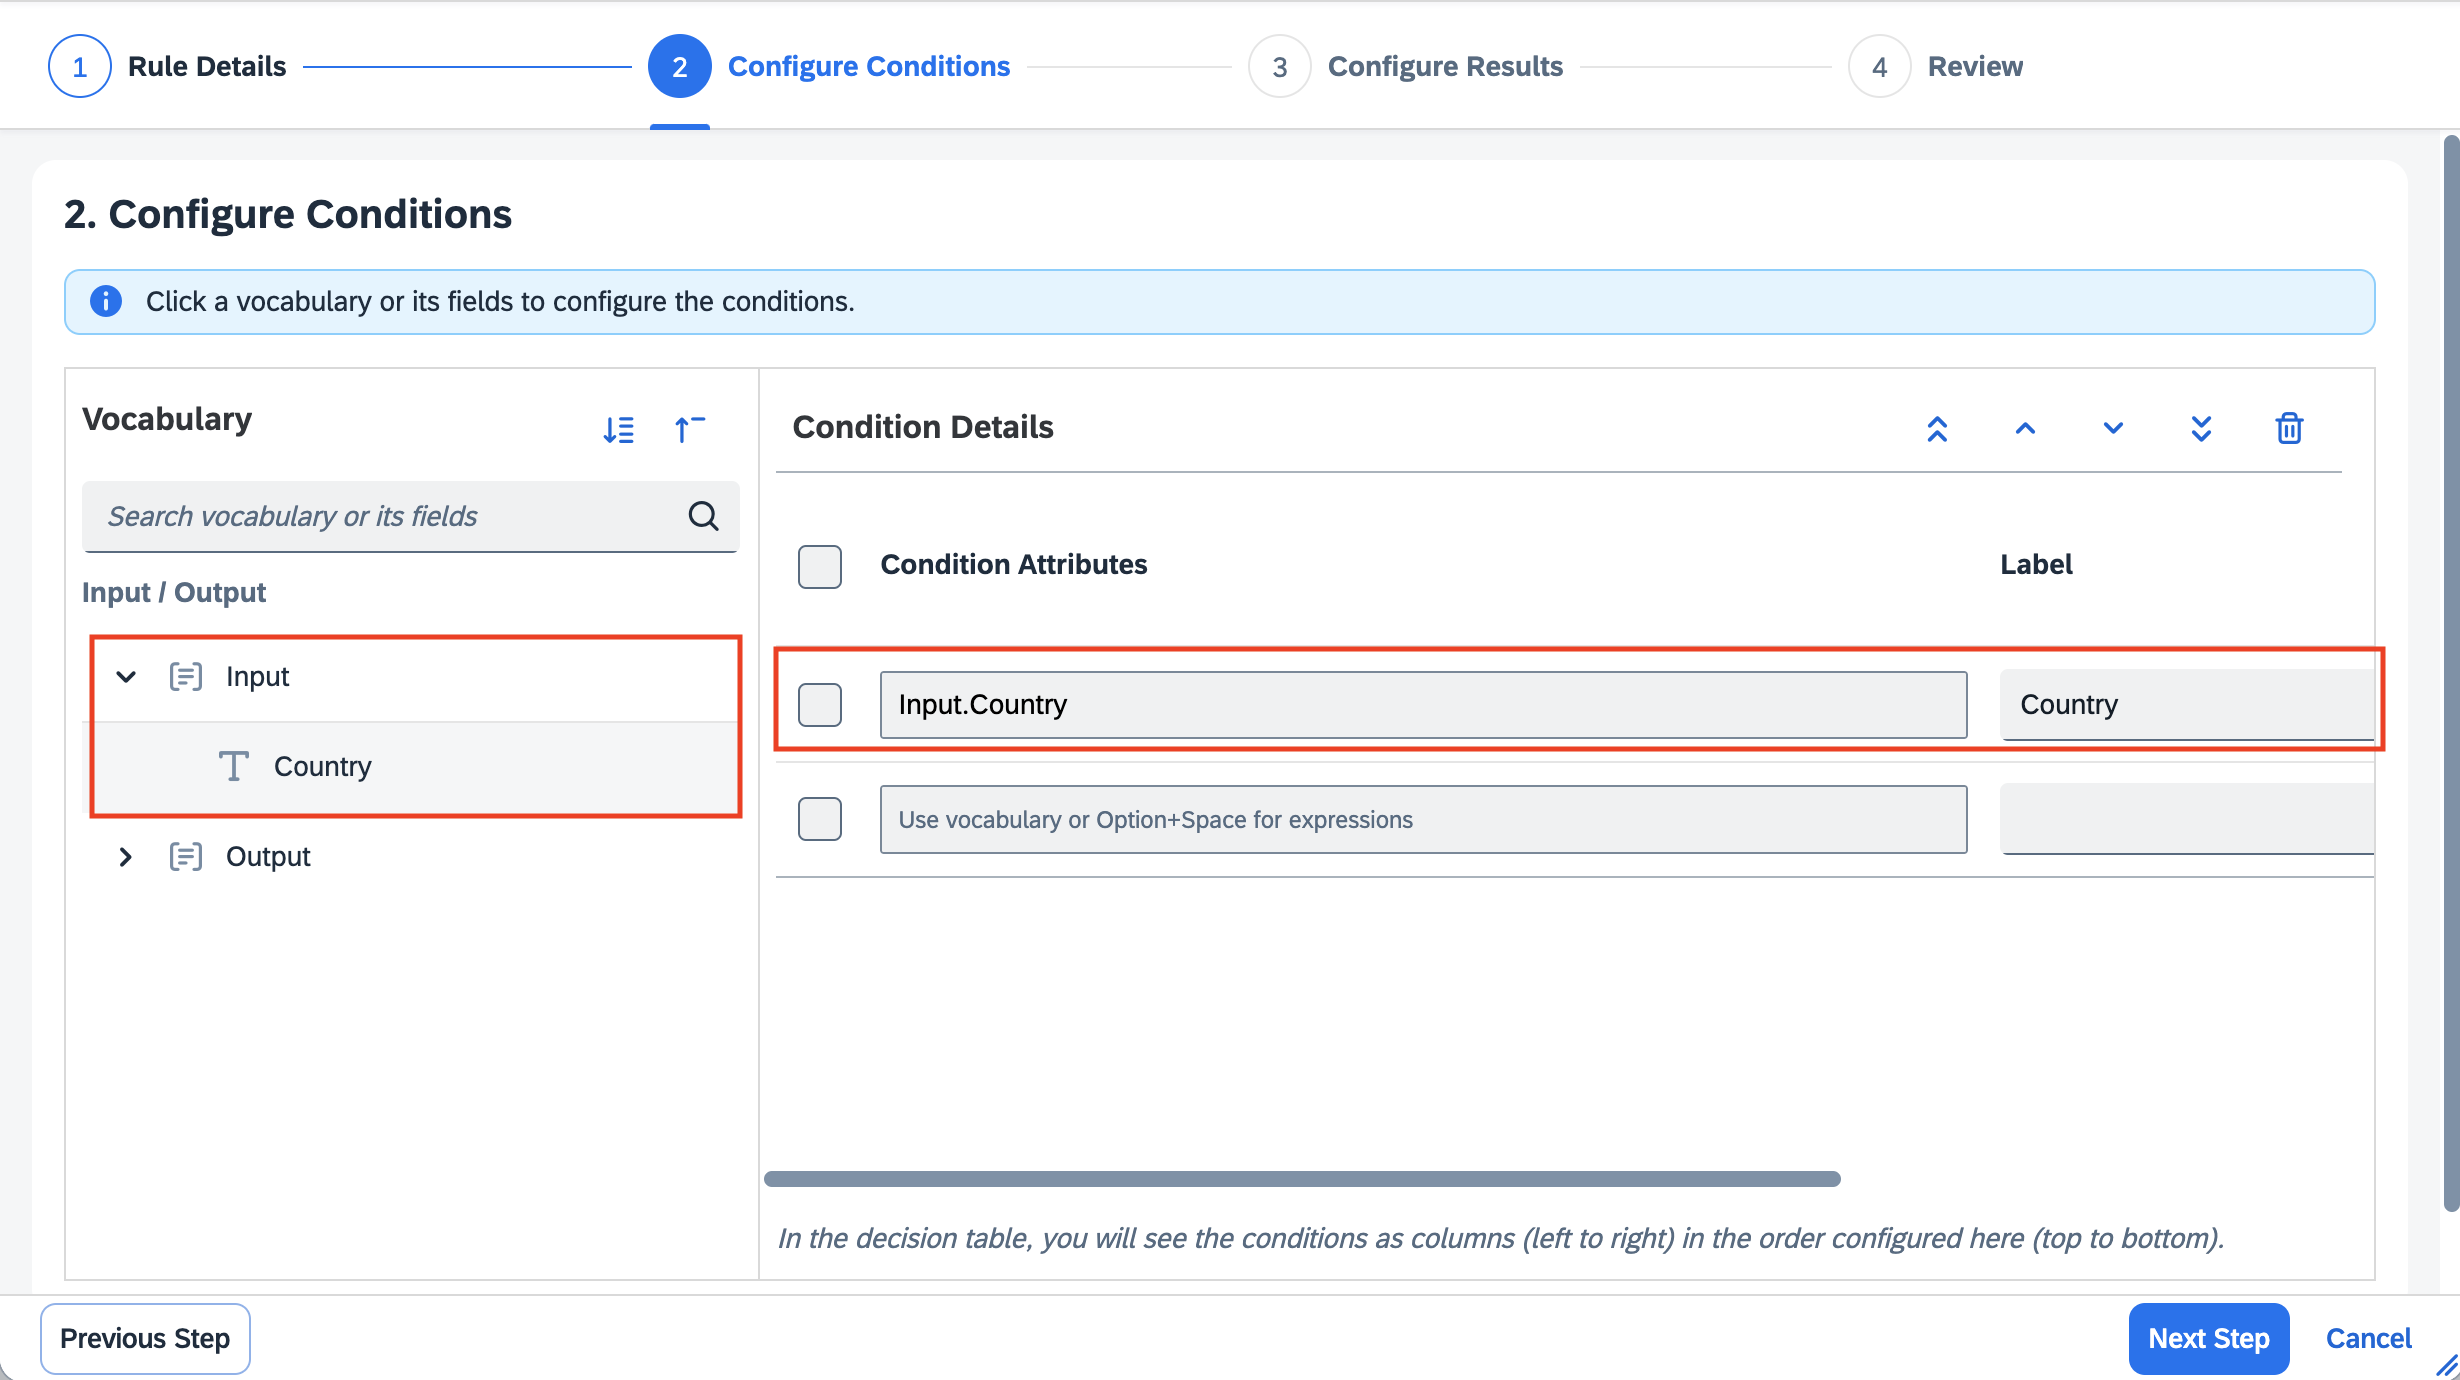 1 Rule Details 2 Configure Conditions 3 Configure Results 4 Review
2. Configure Conditions
Click a vocabulary or its fields to configure the conditions.
Vocabulary
Search vocabulary or its fields
Input / Output
Input
Country
Output
Condition Details
Condition Attributes Label
Input.Country Country
Use vocabulary or Option+Space for expressions
In the decision table, you will see the conditions as columns (left to right) in the order configured here (top to bottom).
Previous Step Next Step Cancel